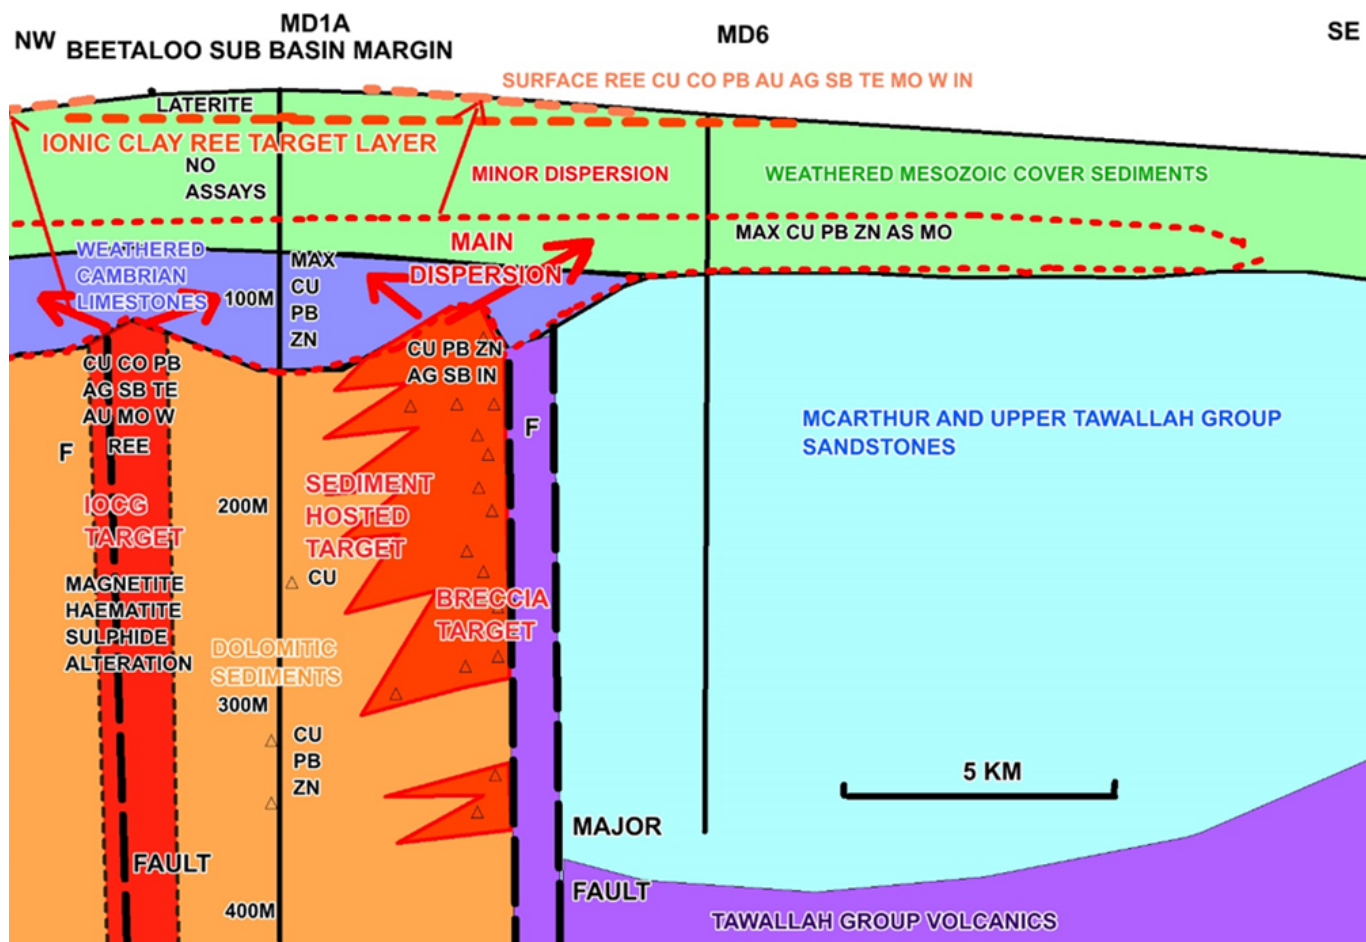 NW
MD1A
BEETALOO SUB BASIN MARGIN
MD6
SE
SURFACE REE CU CO PB AU AG SB TE MO W IN
LATERITE
IONIC CLAY REE TARGET LAYER
NO
ASSAYS
MINOR DISPERSION
WEATHERED MESOZOIC COVER SEDIMENTS
MAIN
DISPERSION
MAX CU PB ZN AS MO
WEATHERED
CAMBRIAN
LIMESTONES
100M
MAX
CU
PB
ZN
CU CO PB
AG SB TE
AU MO W
REE
F
CU PB ZN
AG SB IN
F
MCARTHUR AND UPPER TAWALLAH GROUP
SANDSTONES
IOCG
TARGET
200M
SEDIMENT
HOSTED
TARGET
CU
MAGNETITE
HAEMATITE
SULPHIDE
ALTERATION
BRECCIA
TARGET
DOLOMITIC
SEDIMENTS
300M
CU
PB
ZN
5 KM
FAULT
MAJOR
FAULT
400M
TAWALLAH GROUP VOLCANICS